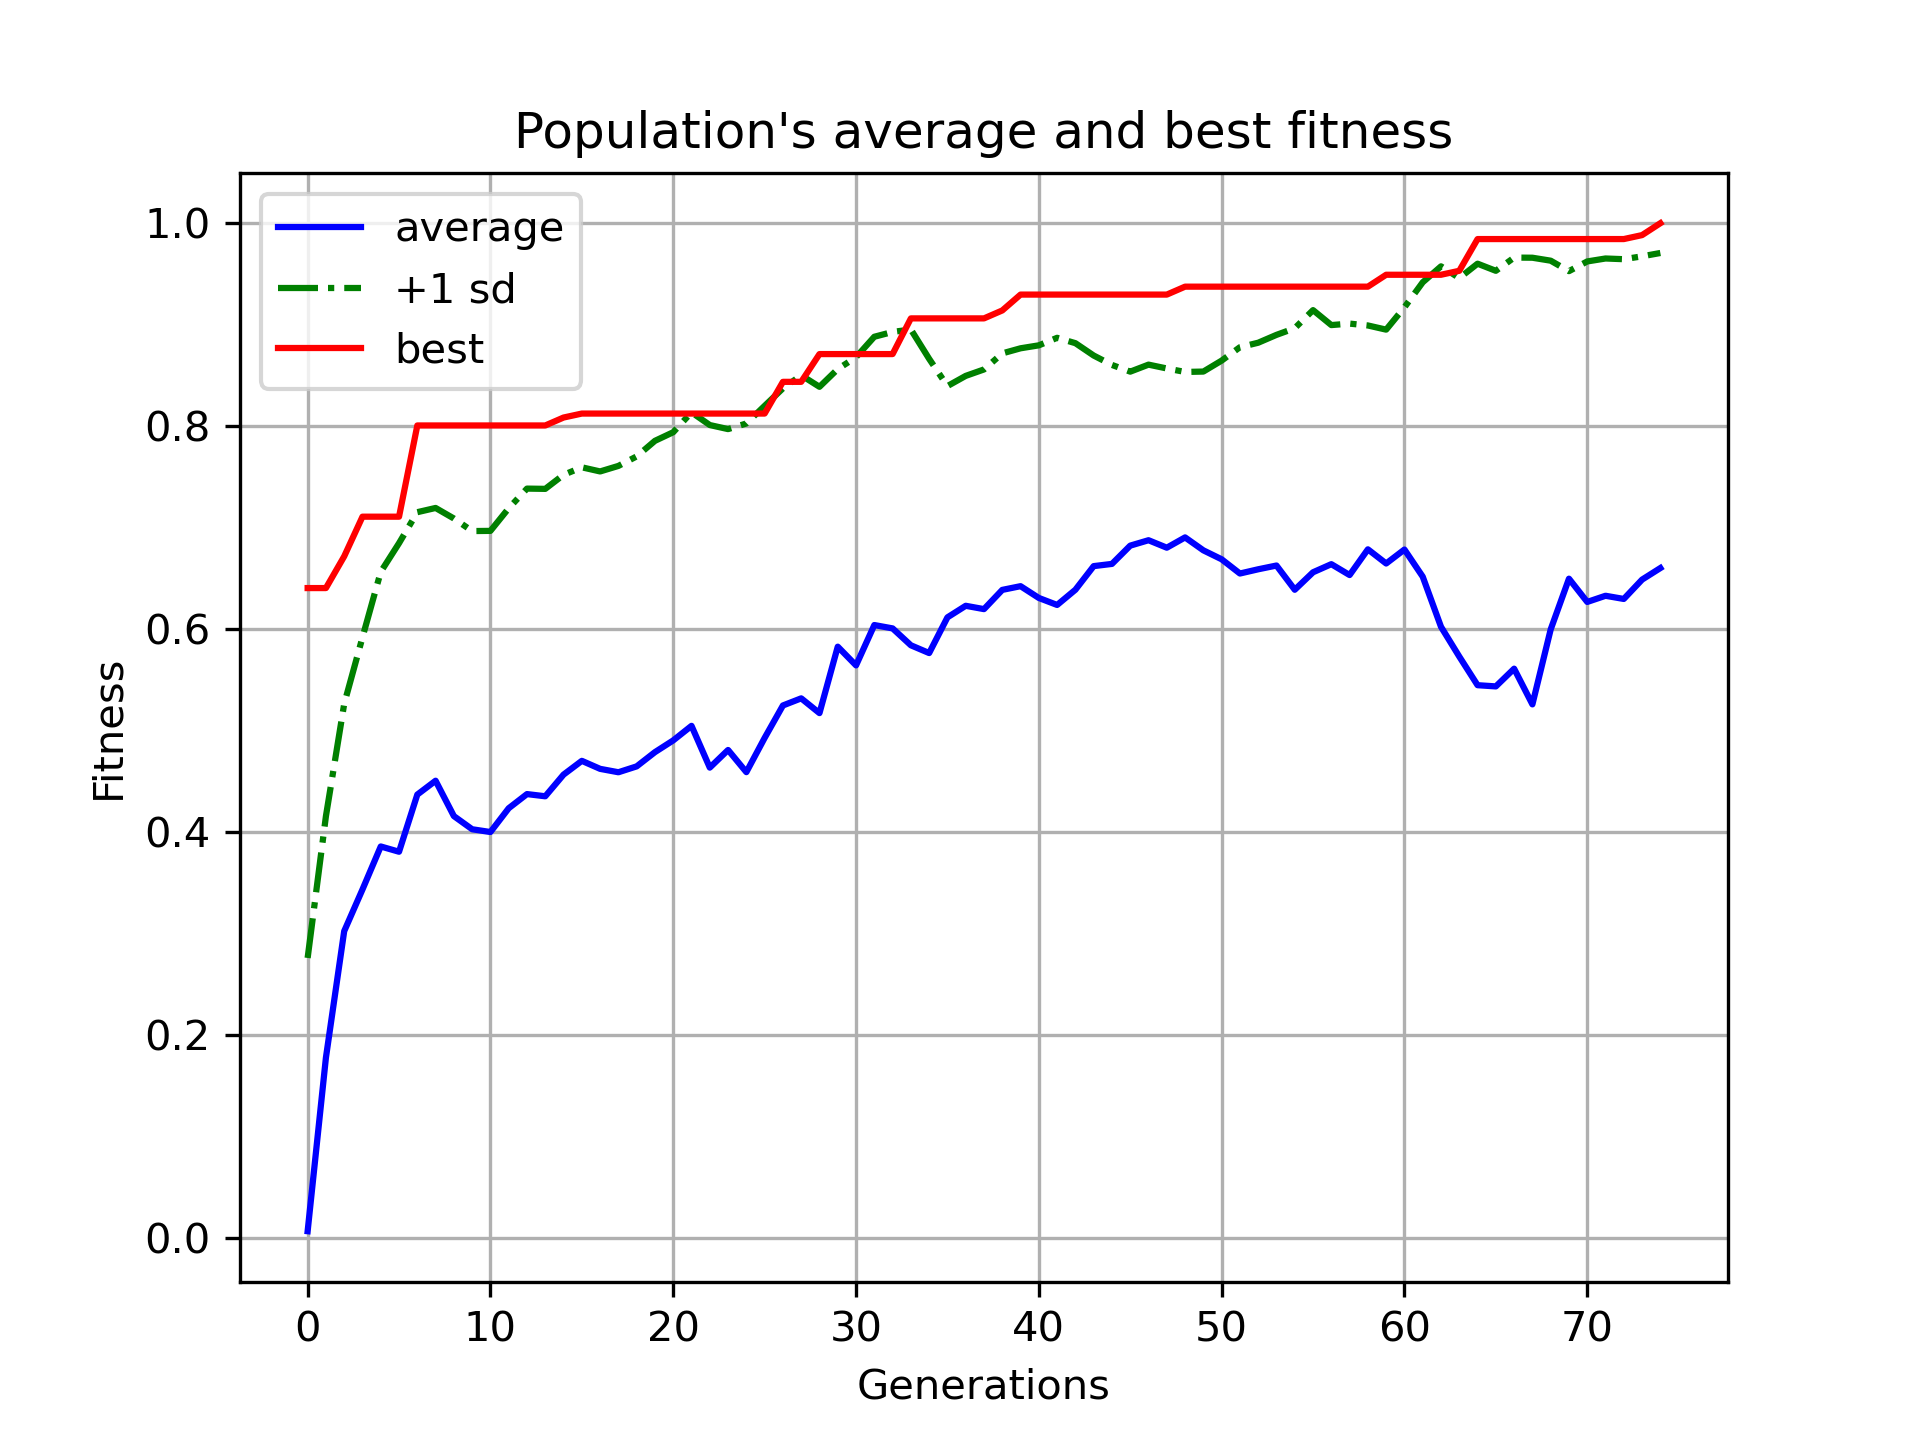 Population's average and best fitness
average
+1 sd
best
1.0
0.8
0.6
0.4
0.2
0.0
Fitness
0 10 20 30 40 50 60 70
Generations